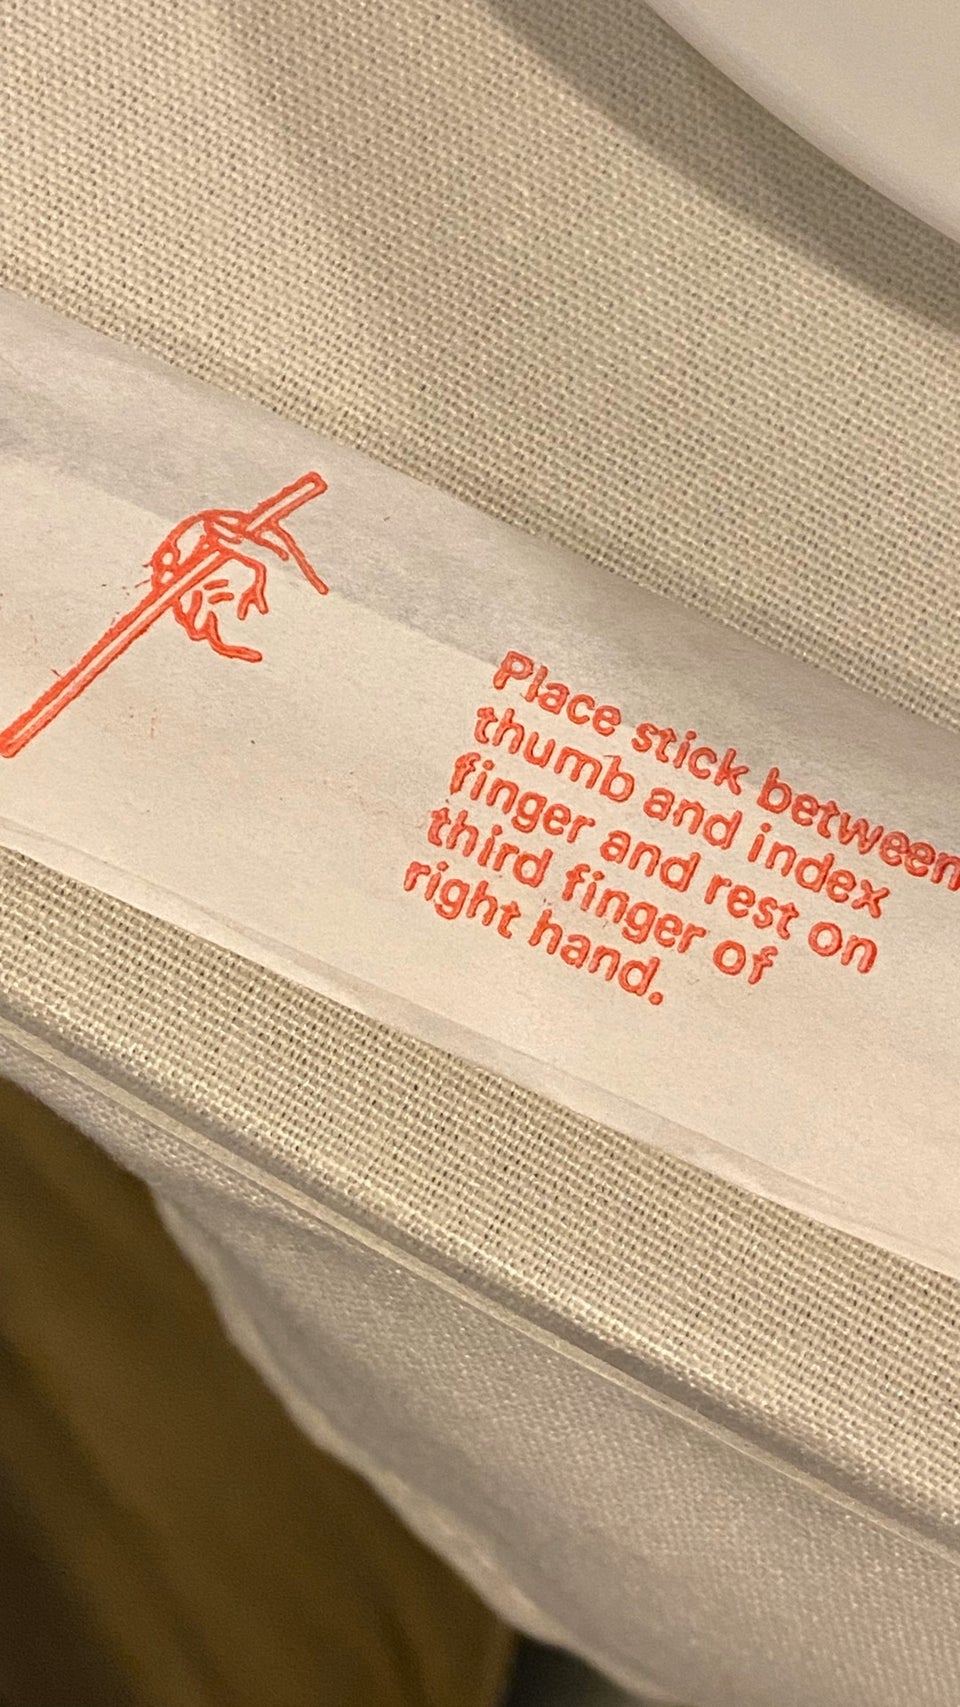 Place stick between
thumb and index
finger and rest on
third finger of
right hand.